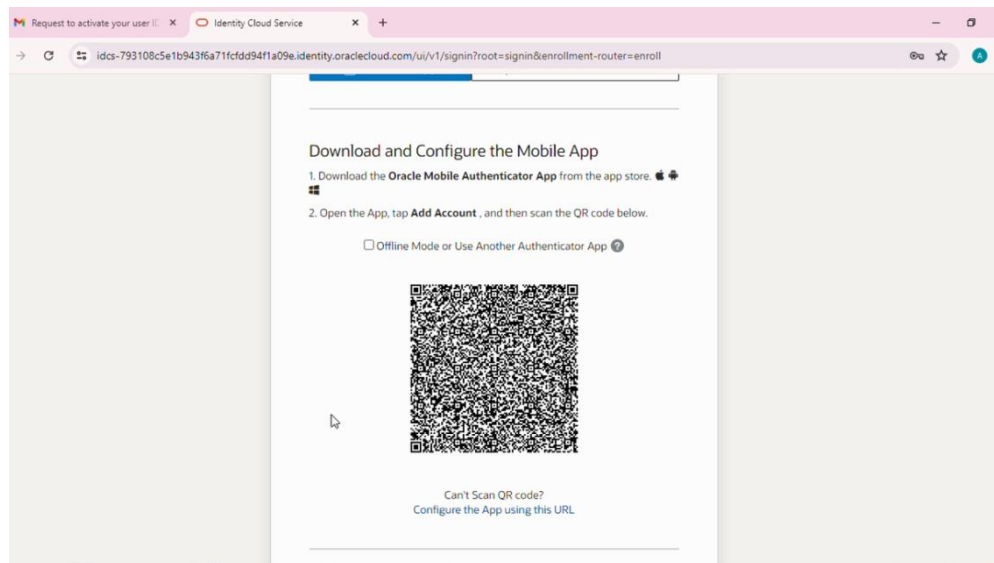 Request to activate your user I
Identity Cloud Service
idcs-793108c5e1b943f6a71fcfdd94f1a09e.identity.oraclecloud.com/ui/v1/signin?root=signin&enrollment-router=enroll
A
Download and Configure the Mobile App
1. Download the Oracle Mobile Authenticator App from the app store.
2. Open the App, tap Add Account , and then scan the QR code below.
Offline Mode or Use Another Authenticator App ?
Can't Scan QR code?
Configure the App using this URL